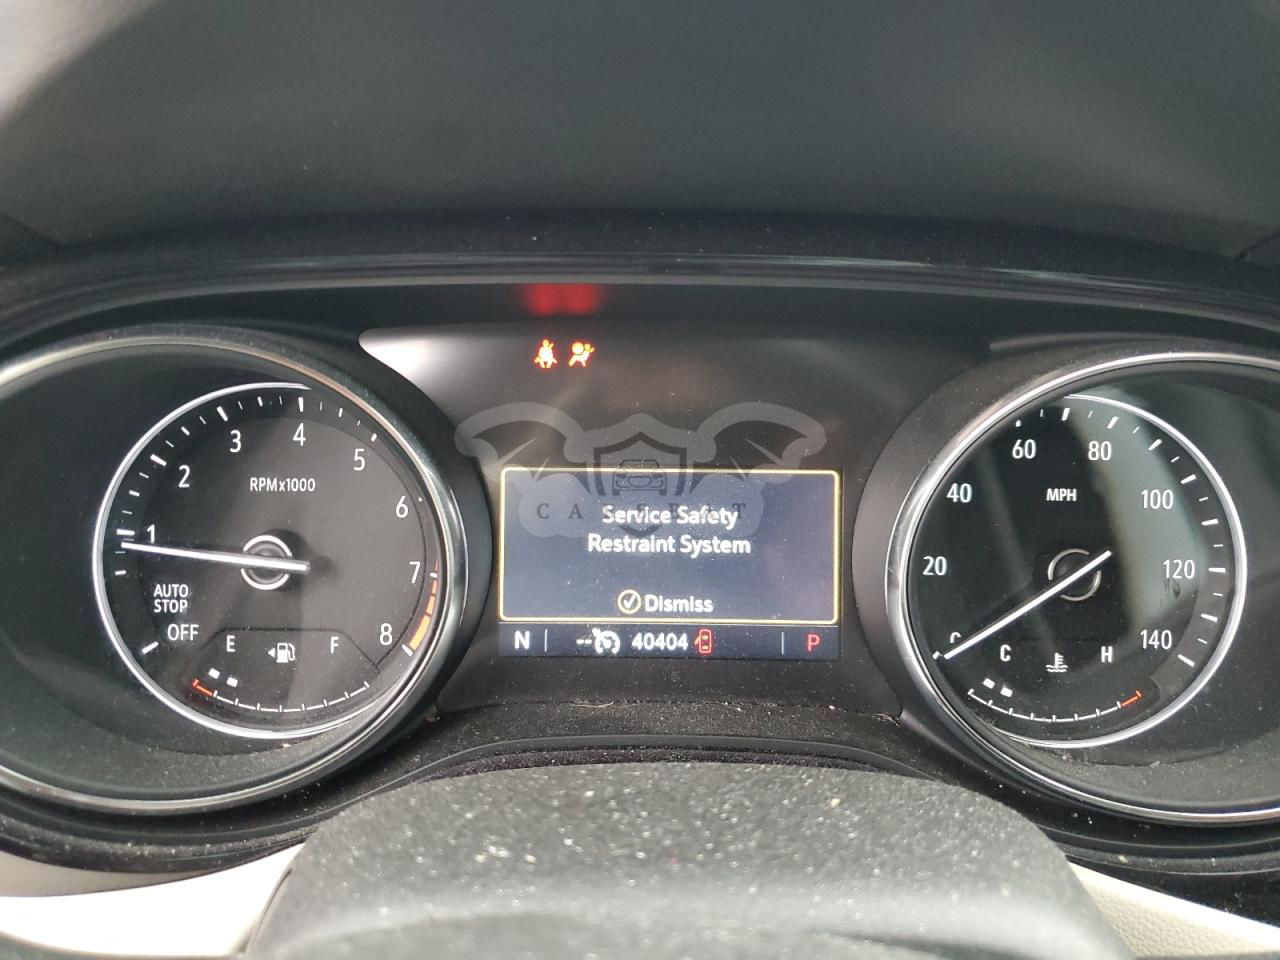 1
2
3
4
5
6
7
8
RPMx1000
AUTO
STOP
OFF
E
F
CARSBAT
Service Safety
Restraint System
Dismiss
N
40404
P
20
40
60
80
100
120
140
MPH
C
H